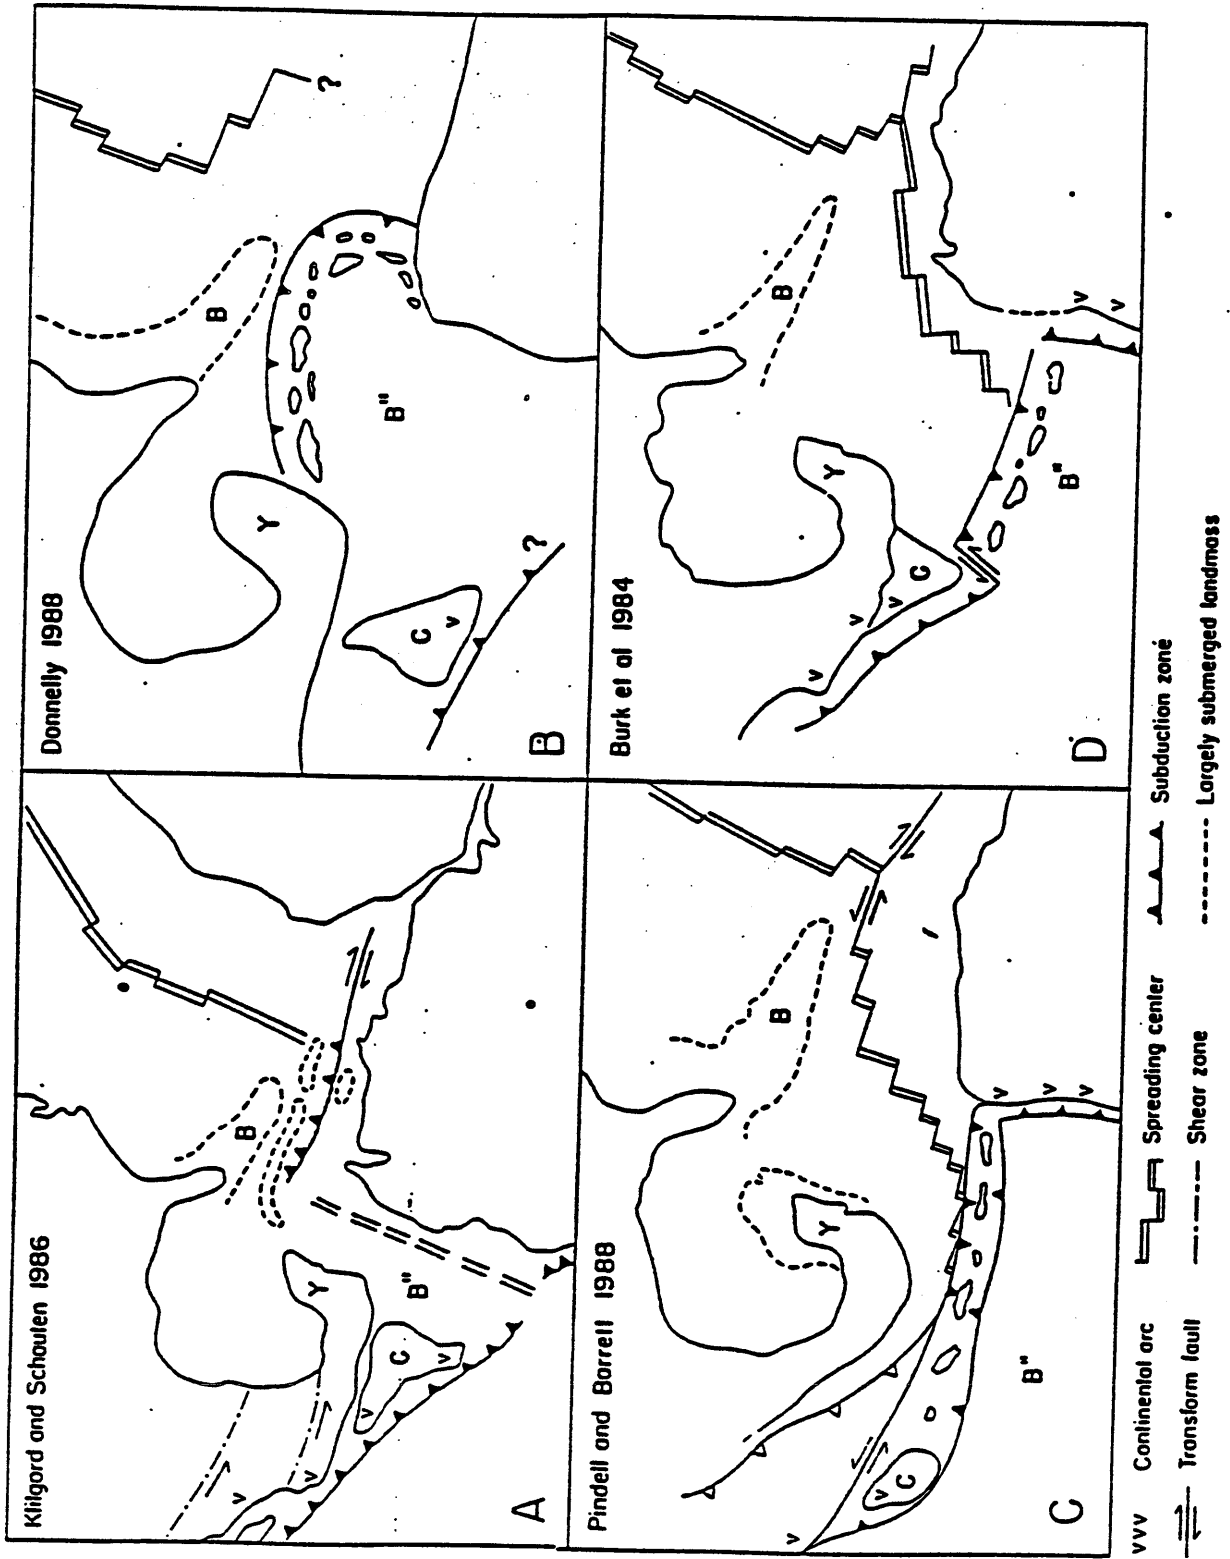 Klilgord and Schouten 1986
B
Y
B"
C
V
V
V
V
A
Donnelly 1988
?
B
Y
B"
C
V
?
B
Pindell and Barrett 1988
B
Y
V
V
V
V
C
V
B"
C
Burk et al 1984
B
Y
V
V
C
V
V
V
B"
D
VVV Continental arc
Spreading center
Subduction zone
Transform fault
Shear zone
Largely submerged landmass